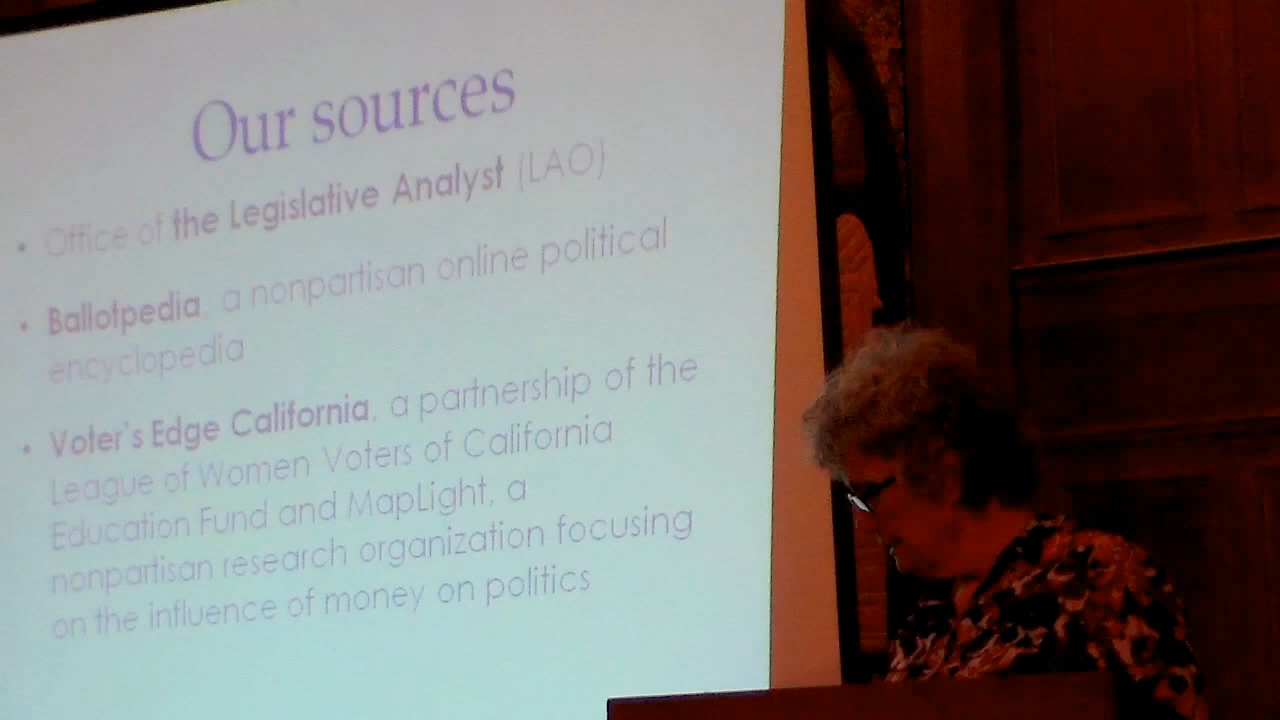 Our sources
• Office of the Legislative Analyst (LAO)
• Ballotpedia, a nonpartisan online political
encyclopedia
• Voter's Edge California, a partnership of the
League of Women Voters of California
Education Fund and MapLight, a
nonpartisan research organization focusing
on the influence of money on politics